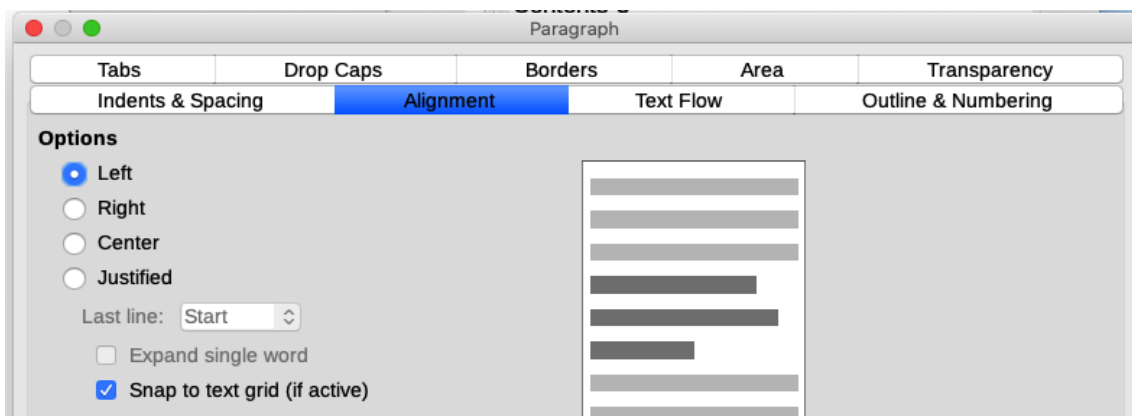 Paragraph
Tabs Drop Caps Borders Area Transparency
Indents & Spacing Alignment Text Flow Outline & Numbering
Options
Left
Right
Center
Justified
Last line: Start
Expand single word
Snap to text grid (if active)